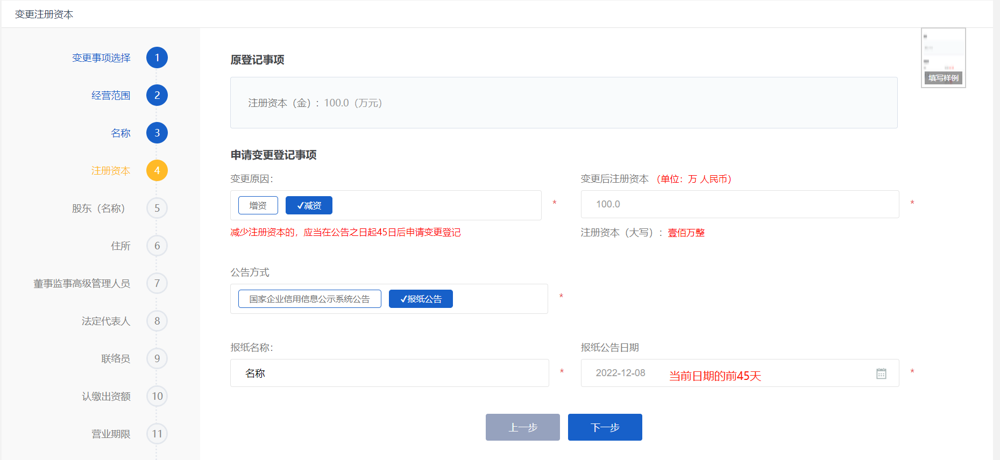 变更注册资本
变更事项选择 1
经营范围 2
名称 3
注册资本 4
股东（名称） 5
住所 6
董事监事高级管理人员 7
法定代表人 8
联络员 9
认缴出资额 10
营业期限 11
填写样例
原登记事项
注册资本（金）: 100.0（万元）
申请变更登记事项
变更原因:
增资 ✓减资 *
减少注册资本的，应当在公告之日起45日后申请变更登记
变更后注册资本 （单位：万 人民币）
100.0 *
注册资本（大写）: 壹佰万整
公告方式
国家企业信用信息公示系统公告 ✓报纸公告 *
报纸名称:
名称 *
报纸公告日期
2022-12-08 当前日期的前45天 *
上一步 下一步